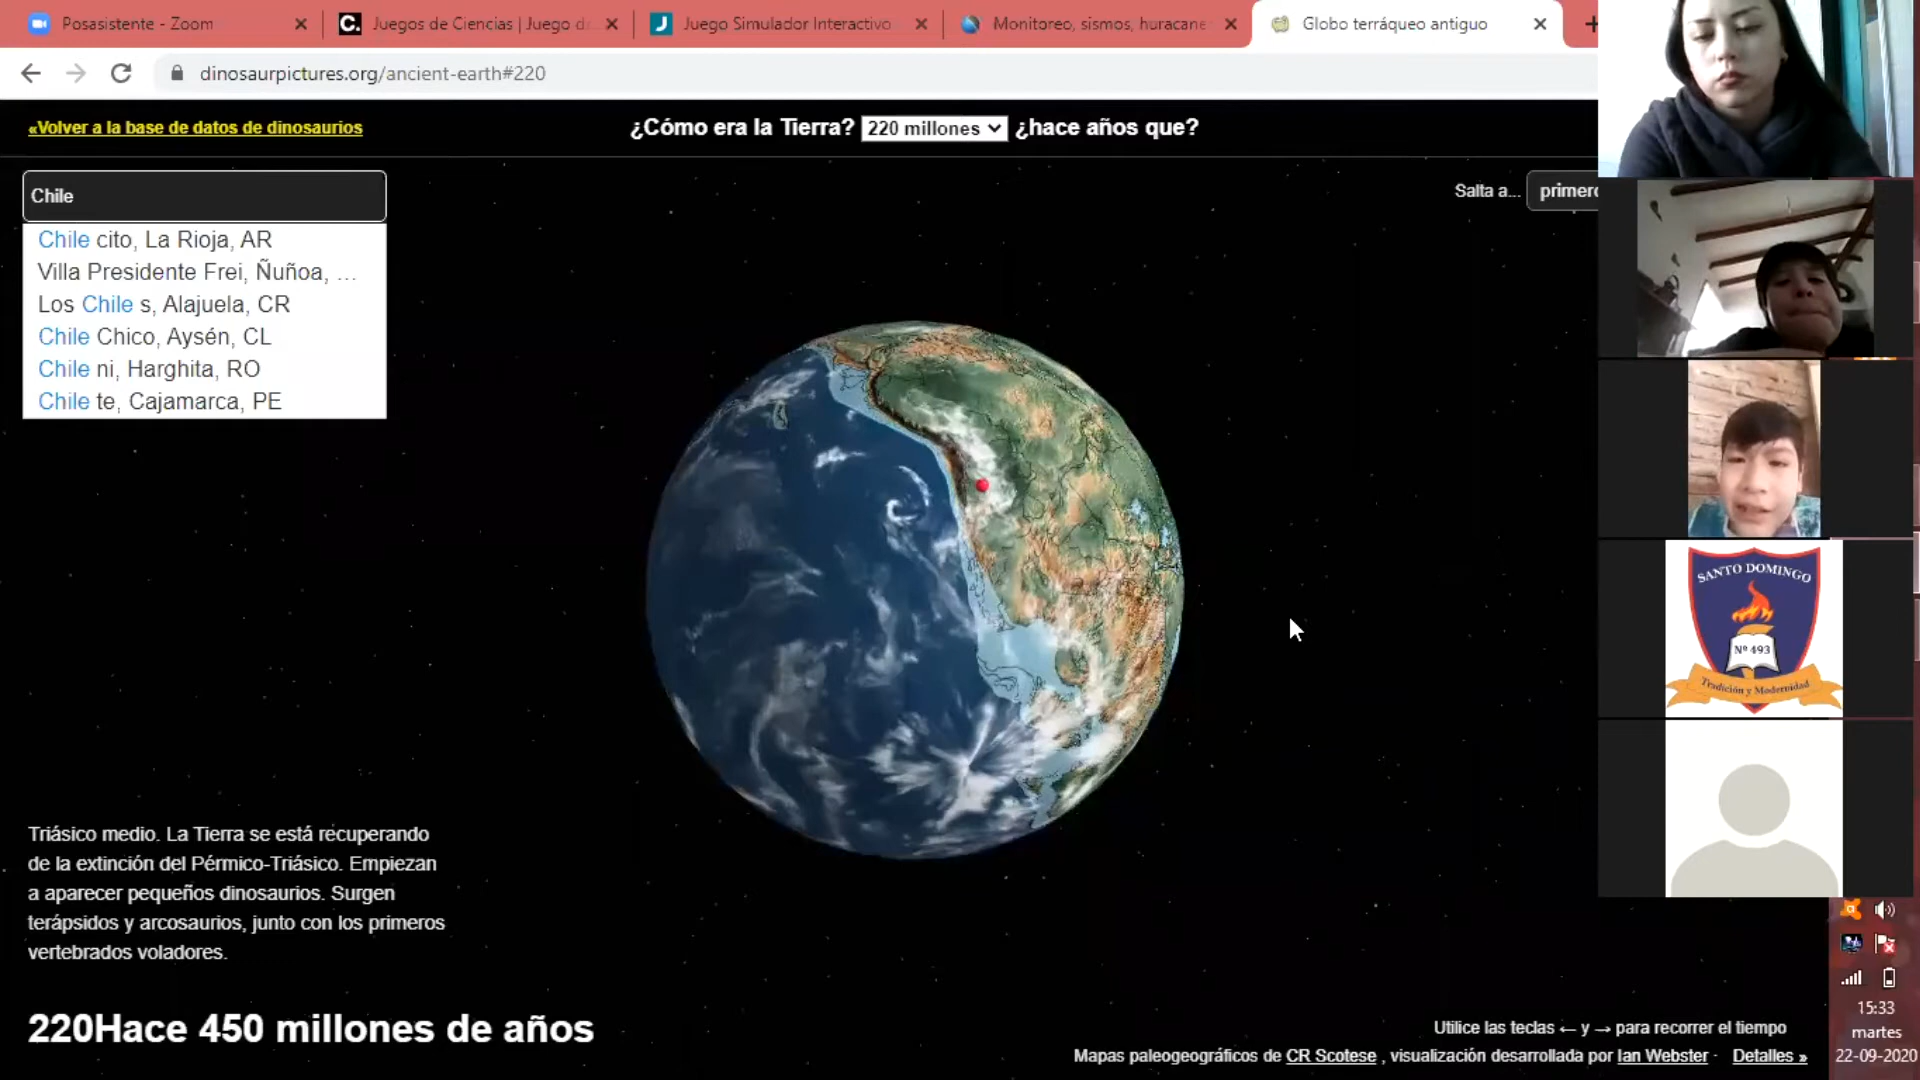 Posasistente - Zoom
Juegos de Ciencias | Juego d
Juego Simulador Interactivo
Monitoreo, sismos, huracane
Globo terráqueo antiguo
dinosaurpictures.org/ancient-earth#220
«Volver a la base de datos de dinosaurios
¿Cómo era la Tierra? 220 millones ¿hace años que?
Chile
Salta a... primero
Chile cito, La Rioja, AR
Villa Presidente Frei, Ñuñoa, …
Los Chile s, Alajuela, CR
Chile Chico, Aysén, CL
Chile ni, Harghita, RO
Chile te, Cajamarca, PE
SANTO DOMINGO
Nº 493
Tradición y Modernidad
Triásico medio. La Tierra se está recuperando
de la extinción del Pérmico-Triásico. Empiezan
a aparecer pequeños dinosaurios. Surgen
terápsidos y arcosaurios, junto con los primeros
vertebrados voladores.
220Hace 450 millones de años
Utilice las teclas ← y → para recorrer el tiempo
Mapas paleogeográficos de CR Scotese , visualización desarrollada por Ian Webster · Detalles »
15:33
martes
22-09-2020